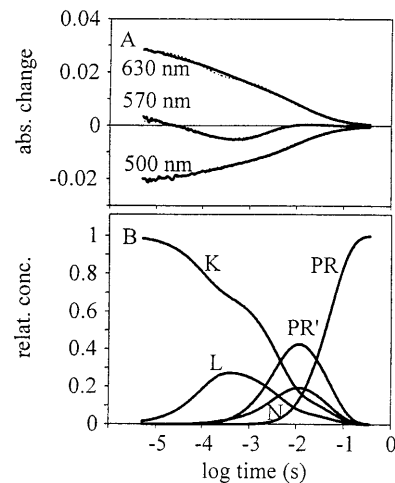 A
0.04
630 nm
0.02
570 nm
0
500 nm
-0.02
abs. change
B
1
K
PR
0.8
0.6
PR'
0.4
L
0.2
N
0
relat. conc.
-5 -4 -3 -2 -1 0
log time (s)